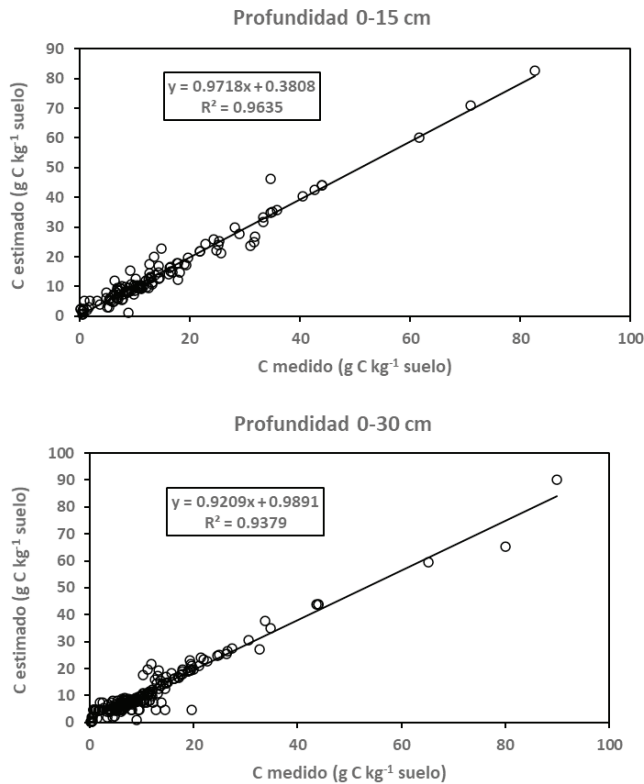 Profundidad 0-15 cm
90
y = 0.9718x + 0.3808
R² = 0.9635
80
70
60
50
40
30
20
10
0
C estimado (g C kg⁻¹ suelo)
0 20 40 60 80 100
C medido (g C kg⁻¹ suelo)
Profundidad 0-30 cm
100
y = 0.9209x + 0.9891
R² = 0.9379
90
80
70
60
50
40
30
20
10
0
C estimado (g C kg⁻¹ suelo)
0 20 40 60 80 100
C medido (g C kg⁻¹ suelo)